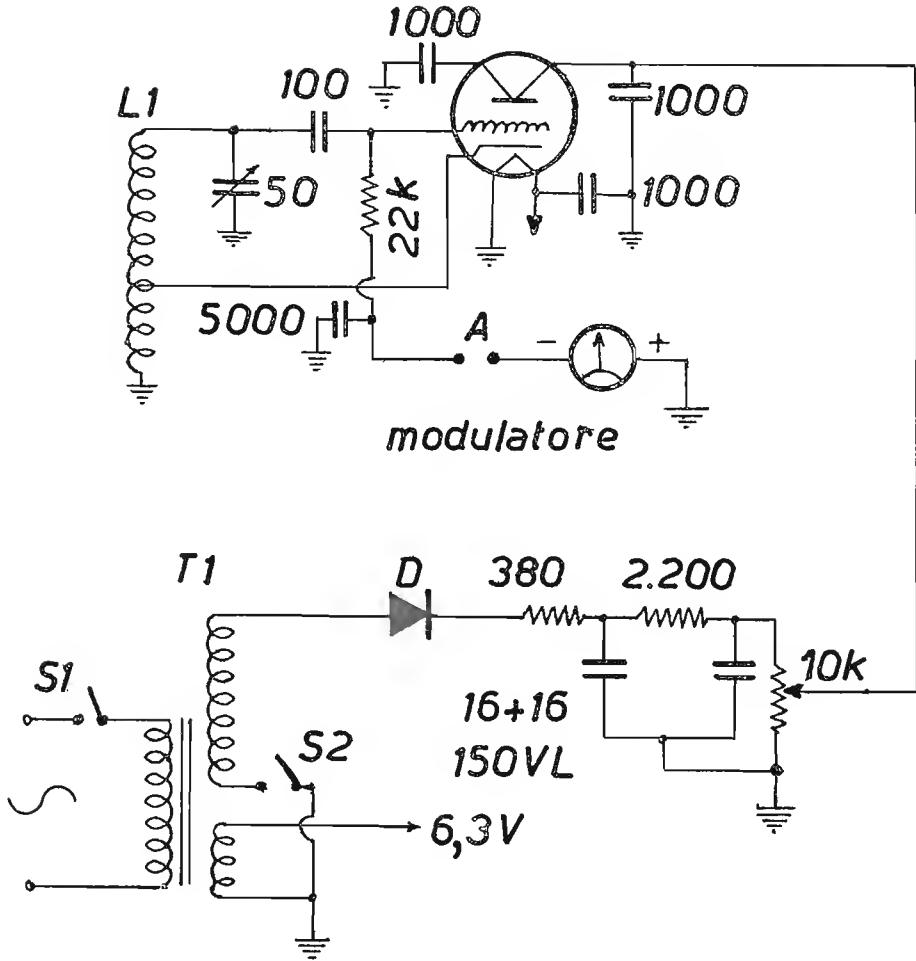 1000
100
1000
L1
50
22k
1000
5000
A
- +
modulatore
T1
D
380
2.200
S1
10k
16+16
150VL
S2
6,3V